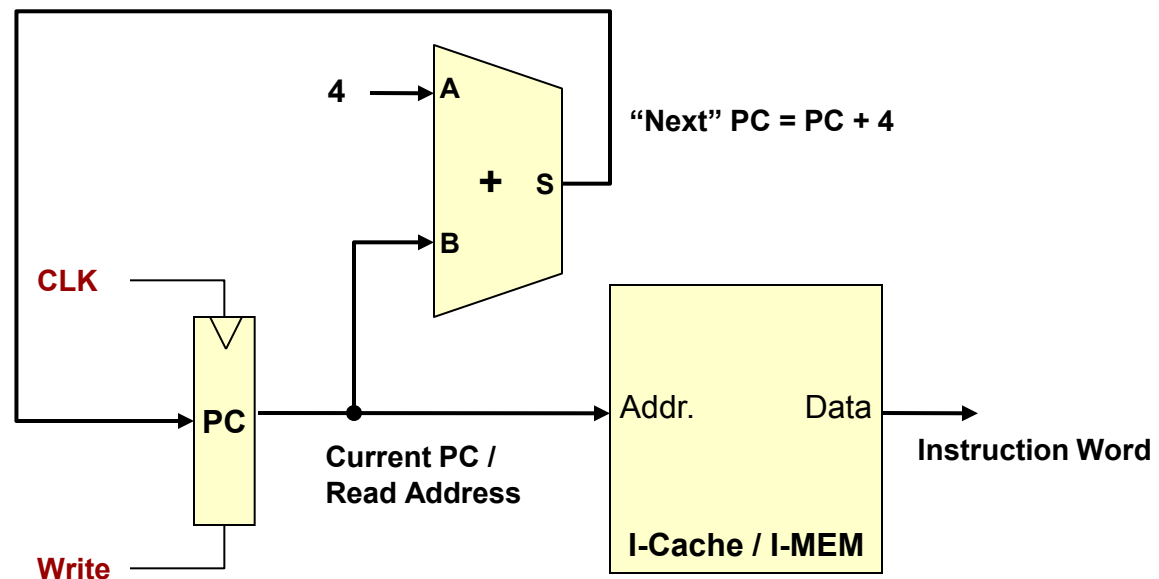 4
A
“Next” PC = PC + 4
+
S
B
CLK
PC
Addr.
Data
Current PC /
Read Address
Instruction Word
I-Cache / I-MEM
Write